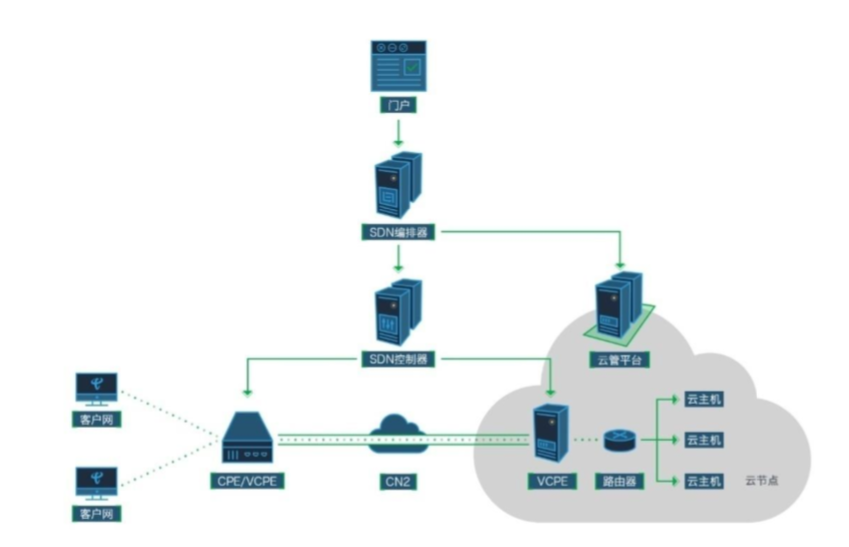 门户
SDN编排器
SDN控制器
云管平台
客户网
云主机
云主机
客户网
CPE/VCPE
CN2
VCPE
路由器
云主机
云节点